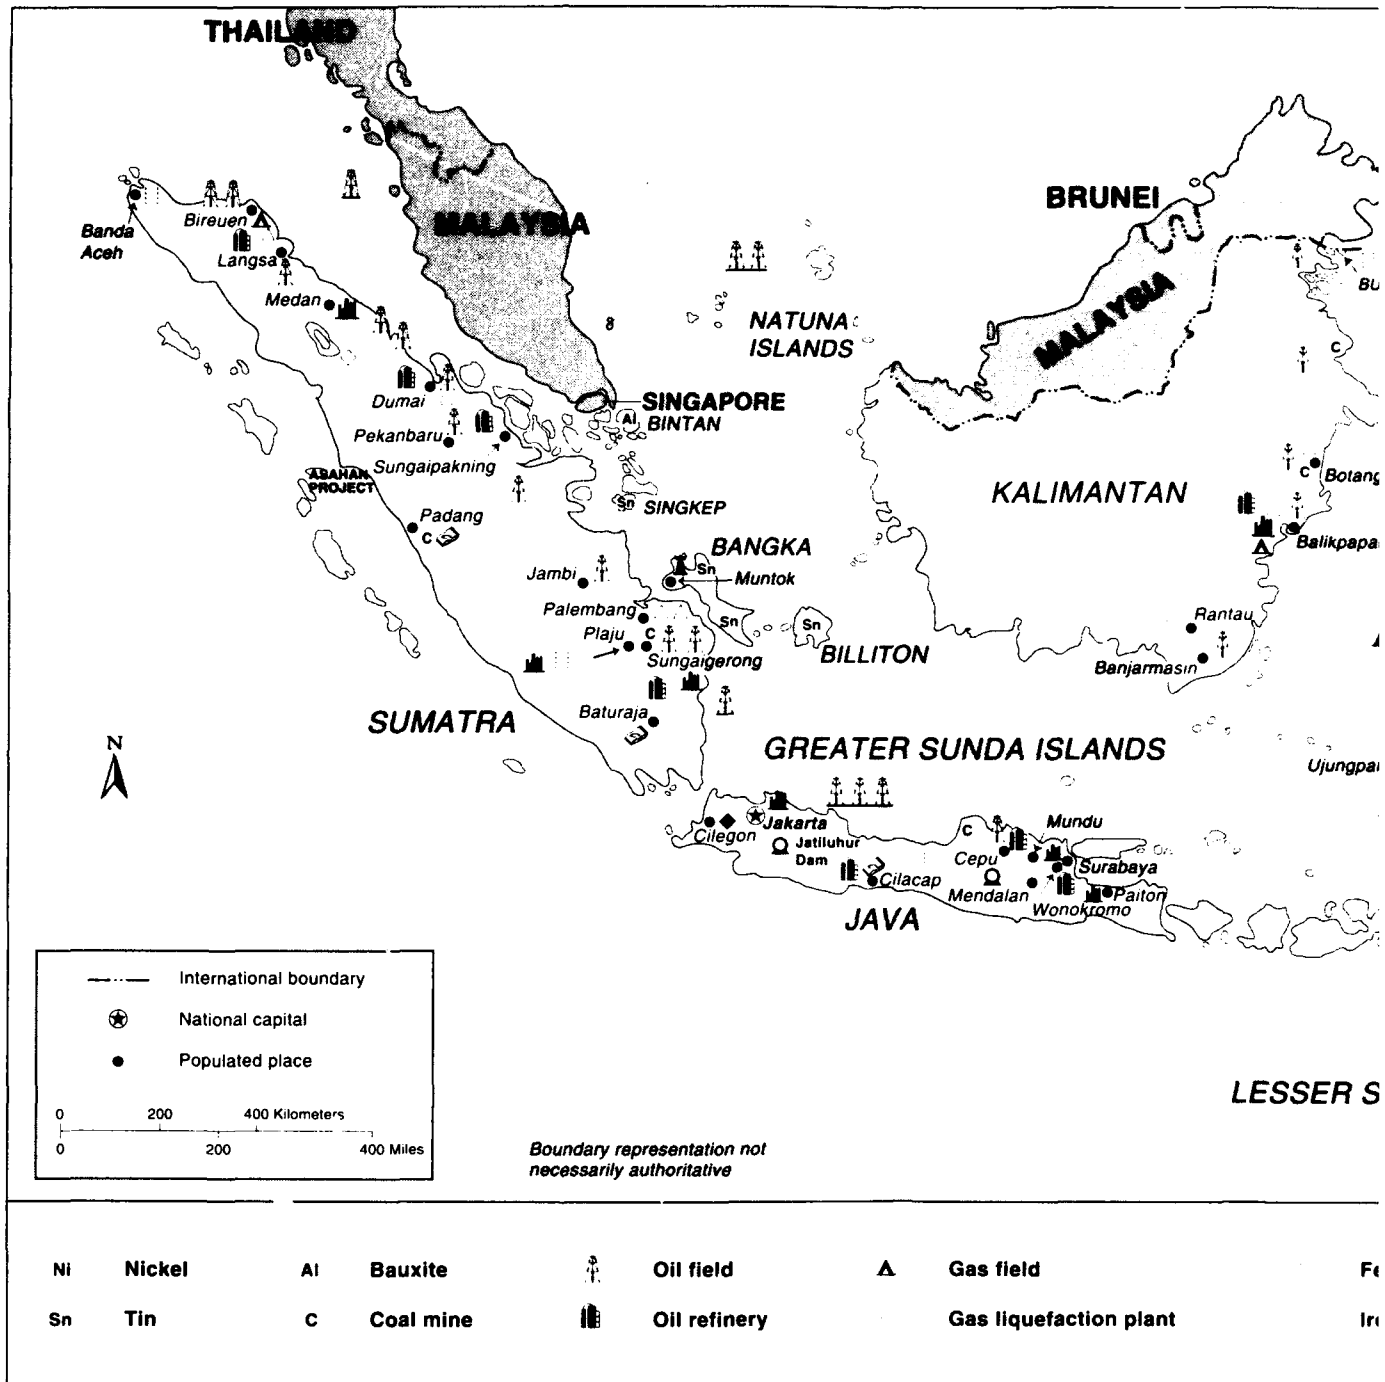 THAILAND
MALAYSIA
BRUNEI
MALAYSIA
Banda
Aceh
Bireuen
Langsa
Medan
BU
NATUNA
ISLANDS
C
SINGAPORE
Al
BINTAN
Dumai
Pekanbaru
Sungaipakning
ASAHAN
PROJECT
Sn
SINGKEP
KALIMANTAN
C
Botang
Padang
C
BANGKA
Balikpapa
Jambi
Sn
Muntok
Palembang
Sn
Sn
Rantau
Plaju
C
Sungaigerong
BILLITON
Banjarmasin
Baturaja
SUMATRA
N
GREATER SUNDA ISLANDS
Ujungpa
Cilegon
Jakarta
C
Mundu
Jatiluhur
Dam
Cepu
Surabaya
Cilacap
Mendalan
Paiton
Wonokromo
JAVA
International boundary
National capital
Populated place
0 200 400 Kilometers
0 200 400 Miles
LESSER S
Boundary representation not
necessarily authoritative
Ni Nickel Al Bauxite Oil field Gas field Fe
Sn Tin C Coal mine Oil refinery Gas liquefaction plant Ir